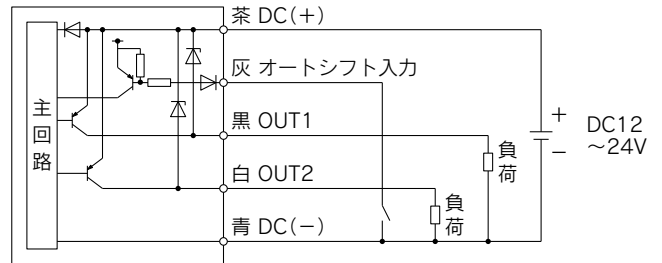 茶 DC(+)
灰 オートシフト入力
主回路
黒 OUT1
白 OUT2
青 DC(−)
負荷
負荷
+
−
DC12
～24V